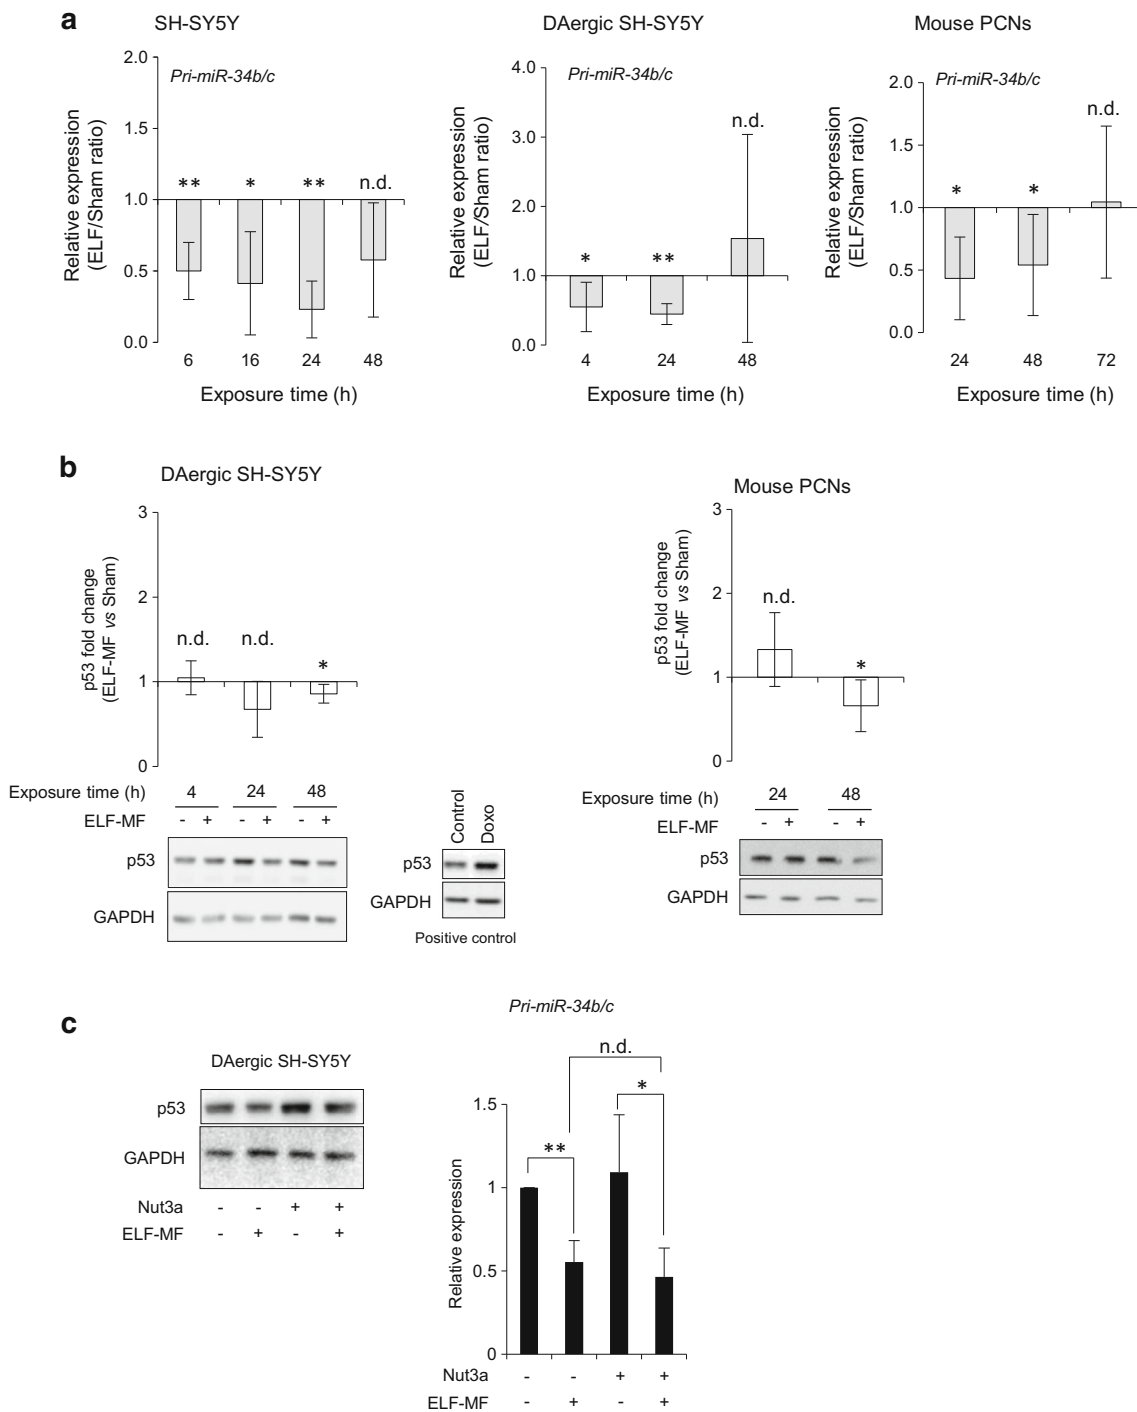 a
SH-SY5Y
DAergic SH-SY5Y
Mouse PCNs
Relative expression
(ELF/Sham ratio)
2.0
1.5
1.0
0.5
0.0
Pri-miR-34b/c
**
*
**
n.d.
6 16 24 48
Exposure time (h)
Relative expression
(ELF/Sham ratio)
4.0
3.0
2.0
1.0
0.0
Pri-miR-34b/c
*
**
n.d.
4 24 48
Exposure time (h)
Relative expression
(ELF/Sham ratio)
2.0
1.5
1.0
0.5
0.0
Pri-miR-34b/c
*
*
n.d.
24 48 72
Exposure time (h)
b
DAergic SH-SY5Y
p53 fold change
(ELF-MF vs Sham)
3
2
1
0
n.d.
n.d.
*
Exposure time (h) 4 24 48
ELF-MF - + - + - +
p53
GAPDH
Control Doxo
p53
GAPDH
Positive control
Mouse PCNs
p53 fold change
(ELF-MF vs Sham)
3
2
1
0
n.d.
*
Exposure time (h) 24 48
ELF-MF - + - +
p53
GAPDH
c
DAergic SH-SY5Y
p53
GAPDH
Nut3a - - + +
ELF-MF - + - +
Pri-miR-34b/c
Relative expression
1.5
1
0.5
0
**
n.d.
*
Nut3a - - + +
ELF-MF - + - +